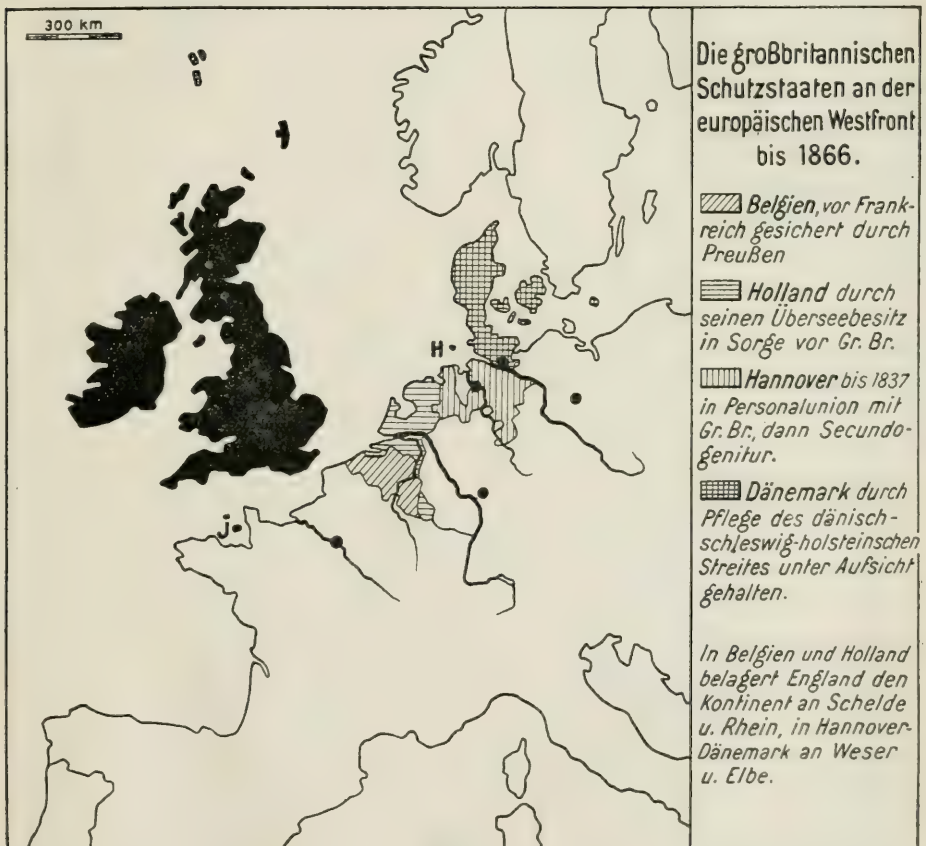 300 km
H
j
Die großbritannischen
Schutzstaaten an der
europäischen Westfront
bis 1866.
Belgien, vor Frank-
reich gesichert durch
Preußen
Holland durch
seinen Überseebesitz
in Sorge vor Gr. Br.
Hannover bis 1837
in Personalunion mit
Gr. Br., dann Secundo-
genitur.
Dänemark durch
Pflege des dänisch-
schleswig-holsteinschen
Streites unter Aufsicht
gehalten.
In Belgien und Holland
belagert England den
Kontinent an Schelde
u. Rhein, in Hannover-
Dänemark an Weser
u. Elbe.